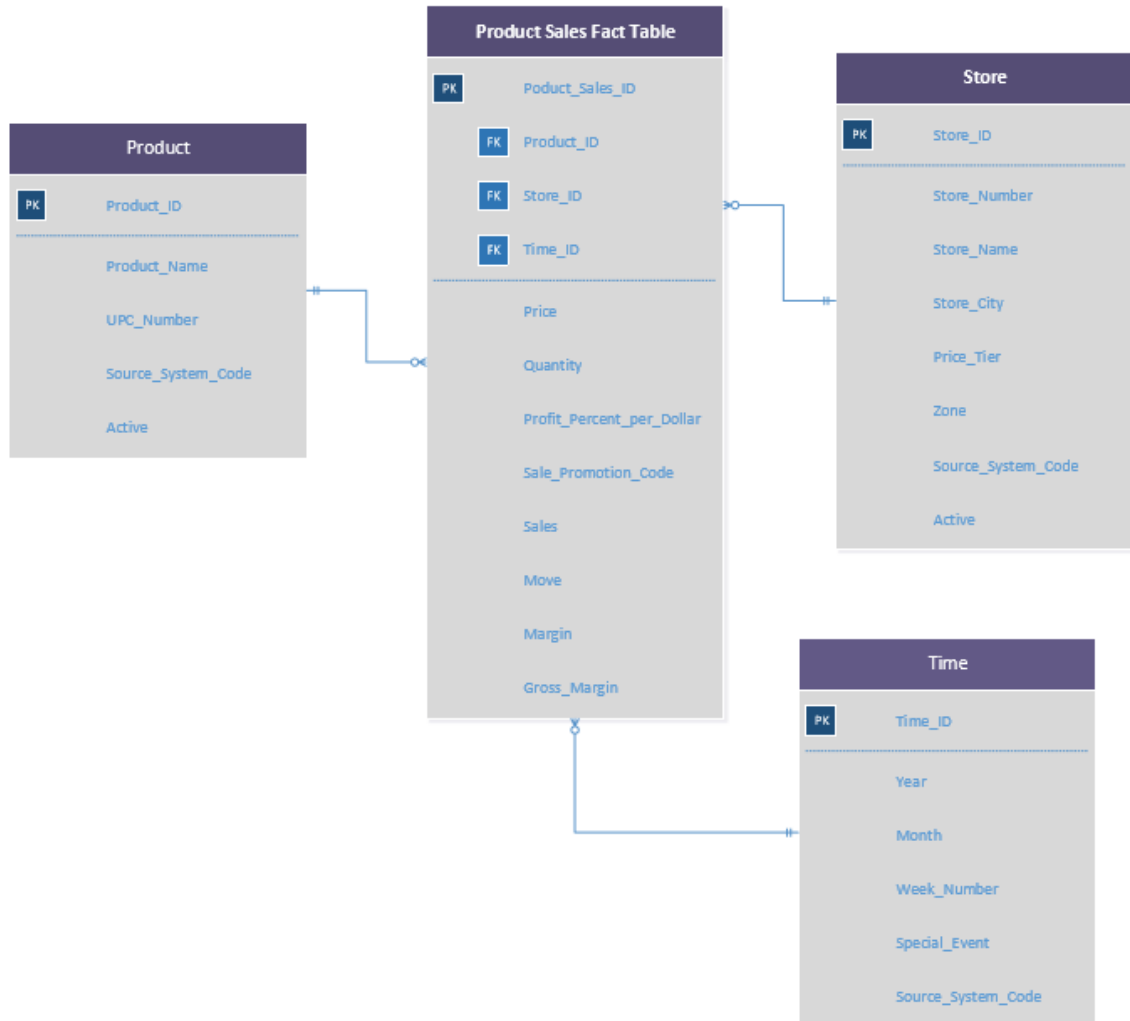 Product Sales Fact Table
PK Poduct_Sales_ID
FK Product_ID
FK Store_ID
FK Time_ID
Price
Quantity
Profit_Percent_per_Dollar
Sale_Promotion_Code
Sales
Move
Margin
Gross_Margin
Product
PK Product_ID
Product_Name
UPC_Number
Source_System_Code
Active
Store
PK Store_ID
Store_Number
Store_Name
Store_City
Price_Tier
Zone
Source_System_Code
Active
Time
PK Time_ID
Year
Month
Week_Number
Special_Event
Source_System_Code